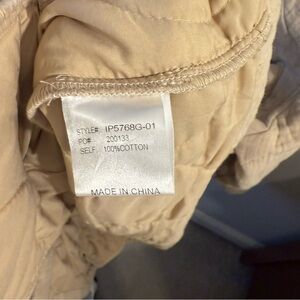 STYLE#: IP5768G-01
PO#: 200133
SELF: 100%COTTON
MADE IN CHINA